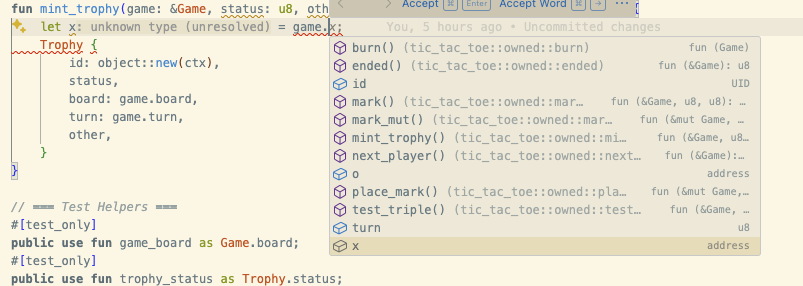 Accept ⌘ Enter Accept Word ⌘ → ...
fun mint_trophy(game: &Game, status: u8, oth
let x: unknown type (unresolved) = game.x; You, 5 hours ago • Uncommitted changes
Trophy {
id: object::new(ctx),
status,
board: game.board,
turn: game.turn,
other,
}
}
burn() (tic_tac_toe::owned::burn) fun (Game)
ended() (tic_tac_toe::owned::ended) fun (&Game): u8
id UID
mark() (tic_tac_toe::owned::mar... fun (&Game, u8, u8): …
mark_mut() (tic_tac_toe::owned::mar... fun (&mut Game, …
mint_trophy() (tic_tac_toe::owned::mi... fun (&Game, u8…
next_player() (tic_tac_toe::owned::next... fun (&Game):…
o address
place_mark() (tic_tac_toe::owned::pla... fun (&mut Game,…
test_triple() (tic_tac_toe::owned::test... fun (&Game, …
turn u8
x address
// === Test Helpers ===
#[test_only]
public use fun game_board as Game.board;
#[test_only]
public use fun trophy_status as Trophy.status;